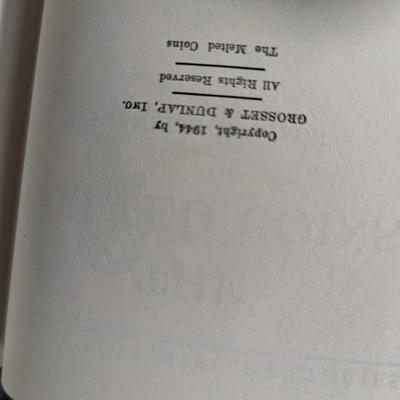 Copyright, 1944, by
GROSSET & DUNLAP, INC.
All Rights Reserved
The Melted Coins